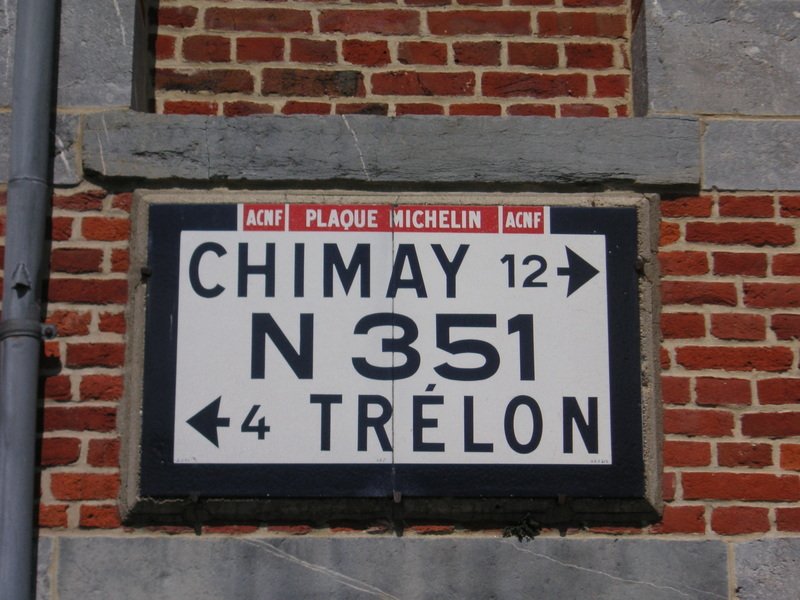 ACNF PLAQUE MICHELIN ACNF
CHIMAY 12
N 351
4 TRÉLON